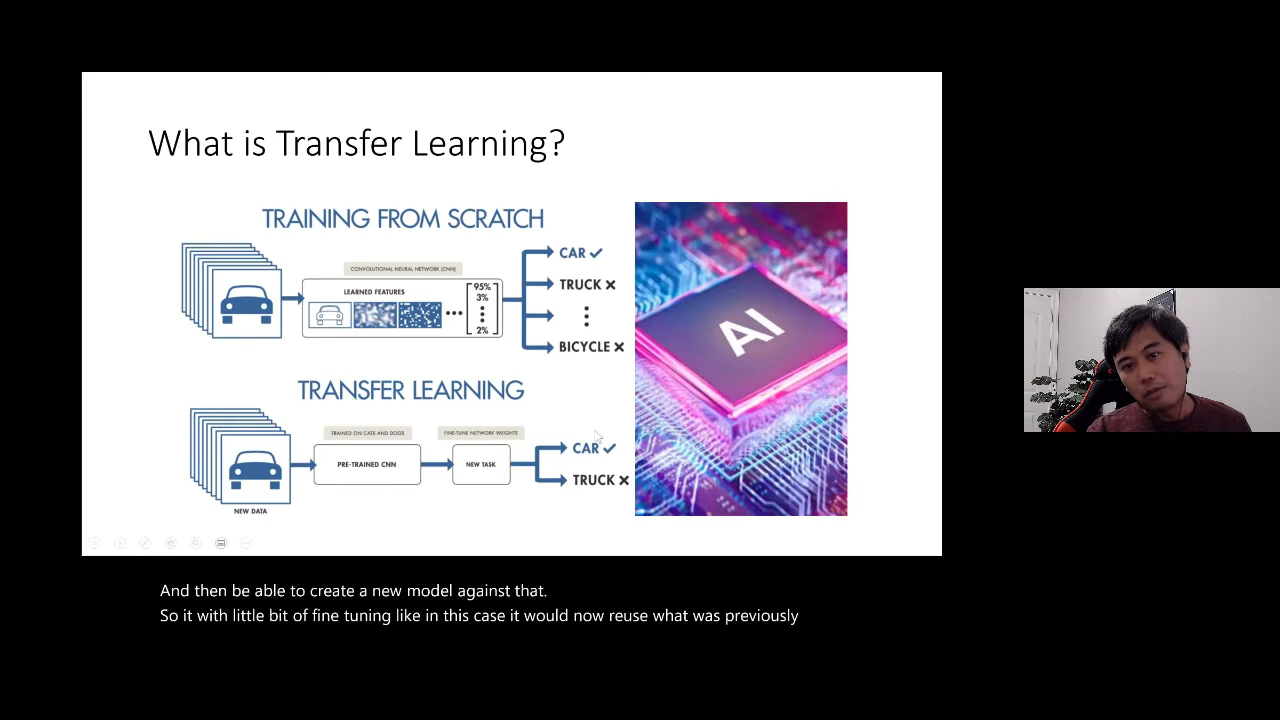 What is Transfer Learning?
TRAINING FROM SCRATCH
CONVOLUTIONAL NEURAL NETWORK (CNN)
LEARNED FEATURES
95%
3%
2%
CAR ✓
TRUCK ✕
BICYCLE ✕
AI
TRANSFER LEARNING
TRAINED ON CATS AND DOGS
FINE-TUNE NETWORK WEIGHTS
PRE-TRAINED CNN
NEW TASK
CAR ✓
TRUCK ✕
NEW DATA
And then be able to create a new model against that.
So it with little bit of fine tuning like in this case it would now reuse what was previously